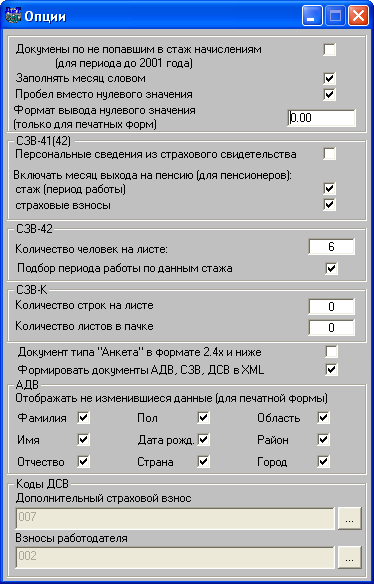 Опции
Докумены по не попавшим в стаж начислениям
(для периода до 2001 года)
Заполнять месяц словом
Пробел вместо нулевого значения
Формат вывода нулевого значения
(только для печатных форм)
0.00
СЗВ-41(42)
Персональные сведения из страхового свидетельства
Включать месяц выхода на пенсию (для пенсионеров):
стаж (период работы)
страховые взносы
СЗВ-42
Количество человек на листе:
6
Подбор периода работы по данным стажа
СЗВ-К
Количество строк на листе
0
Количество листов в пачке
0
Документ типа "Анкета" в формате 2.4x и ниже
Формировать документы АДВ, СЗВ, ДСВ в XML
АДВ
Отображать не изменившиеся данные (для печатной формы)
Фамилия Пол Область
Имя Дата рожд. Район
Отчество Страна Город
Коды ДСВ
Дополнительный страховой взнос
007 ...
Взносы работодателя
002 ...